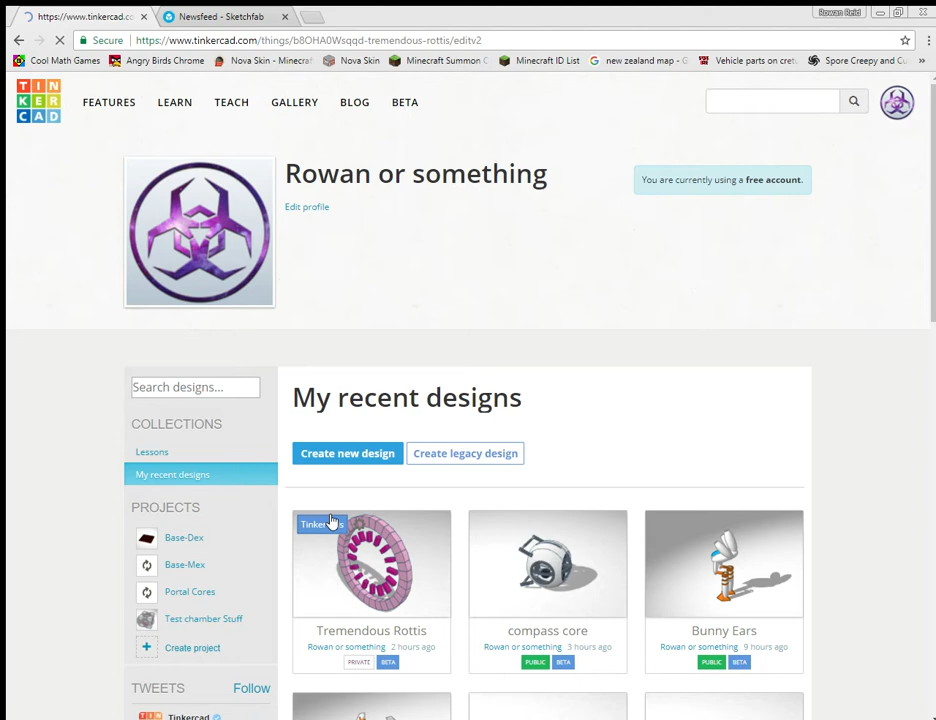 https://www.tinkercad.co
Newsfeed - Sketchfab
Rowan Reid
Secure
https://www.tinkercad.com/things/b8OHA0Wsqqd-tremendous-rottis/editv2
Cool Math Games
Angry Birds Chrome
Nova Skin - Minecraf
Nova Skin
Minecraft Summon C
Minecraft ID List
new zealand map - G
Vehicle parts on cret
Spore Creepy and Cu
»
TIN
KER
CAD
FEATURES
LEARN
TEACH
GALLERY
BLOG
BETA
Rowan or something
Edit profile
You are currently using a free account.
Search designs...
COLLECTIONS
Lessons
My recent designs
PROJECTS
Base-Dex
Base-Mex
Portal Cores
Test chamber Stuff
Create project
TWEETS
Follow
TIN
Tinkercad
My recent designs
Create new design
Create legacy design
Tremendous Rottis
Rowan or something 2 hours ago
PRIVATE BETA
compass core
Rowan or something 3 hours ago
PUBLIC BETA
Bunny Ears
Rowan or something 9 hours ago
PUBLIC BETA